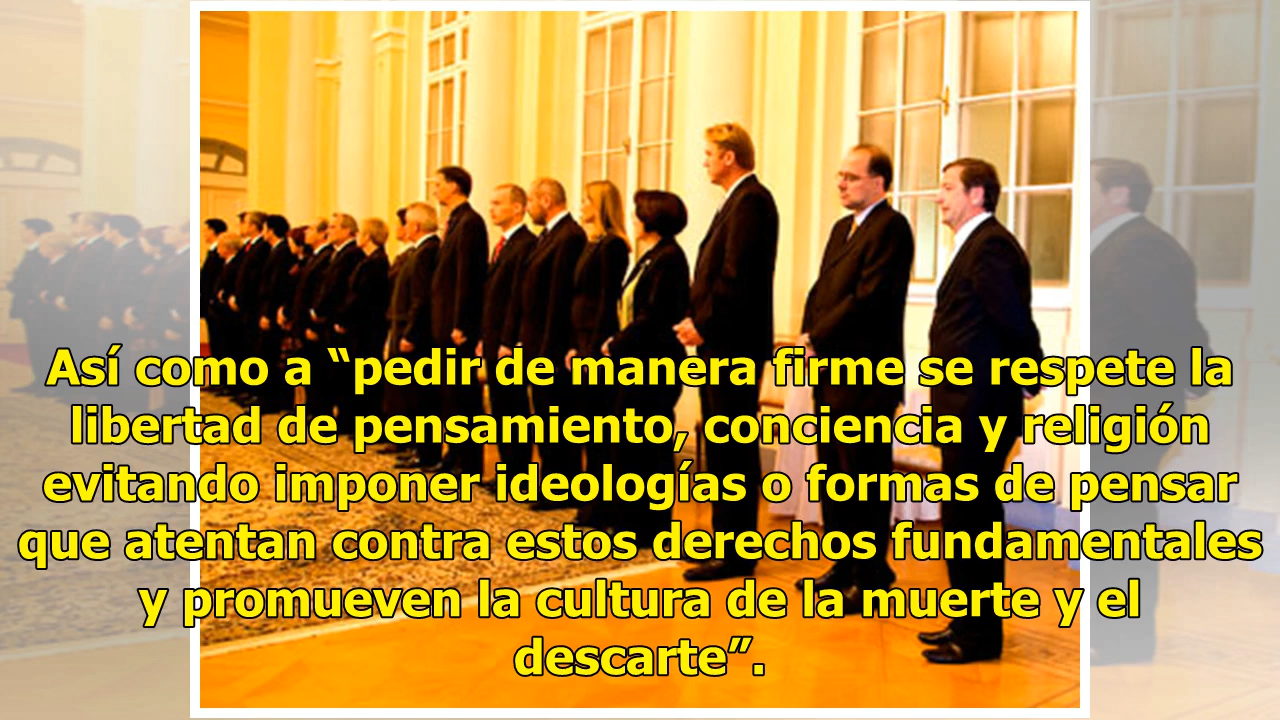 Así como a “pedir de manera firme se respete la
libertad de pensamiento, conciencia y religión
evitando imponer ideologías o formas de pensar
que atentan contra estos derechos fundamentales
y promueven la cultura de la muerte y el
descarte”.